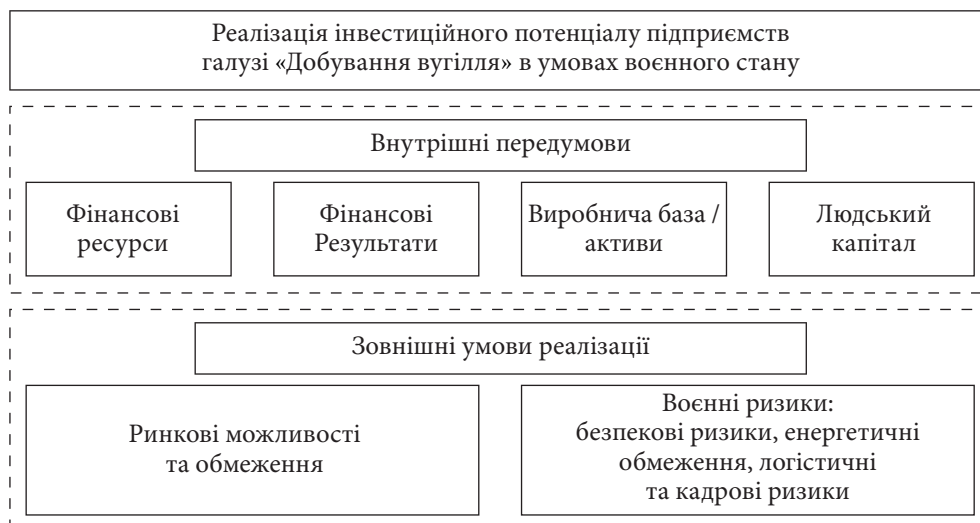 Реалізація інвестиційного потенціалу підприємств
галузі «Добування вугілля» в умовах воєнного стану
Внутрішні передумови
Фінансові
ресурси
Фінансові
Результати
Виробнича база /
активи
Людський
капітал
Зовнішні умови реалізації
Ринкові можливості
та обмеження
Воєнні ризики:
безпекові ризики, енергетичні
обмеження, логістичні
та кадрові ризики